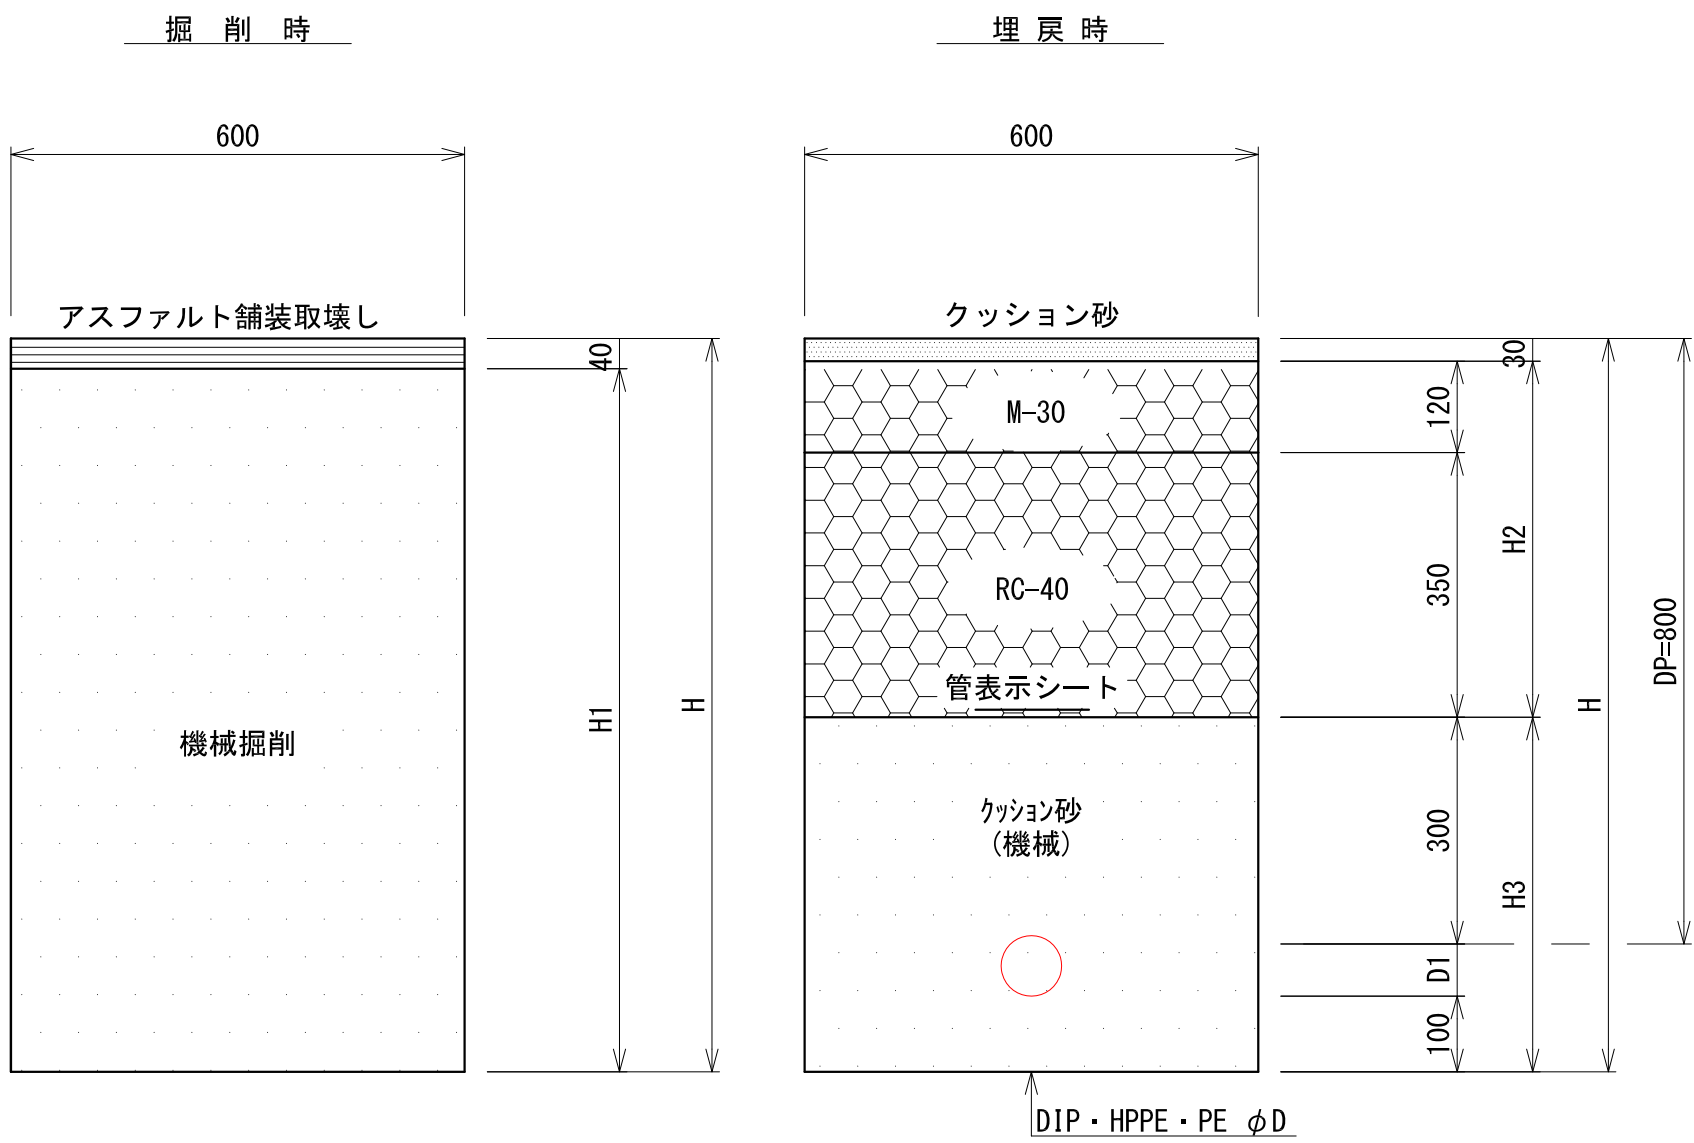 掘 削 時
埋 戻 時
600
600
アスファルト舗装取壊し
クッション砂
40
30
M-30
120
H2
RC-40
350
DP=800
H1
H
H
管表示シート
機械掘削
クッション砂
(機械)
300
H3
D1
100
DIP・HPPE・PE φD